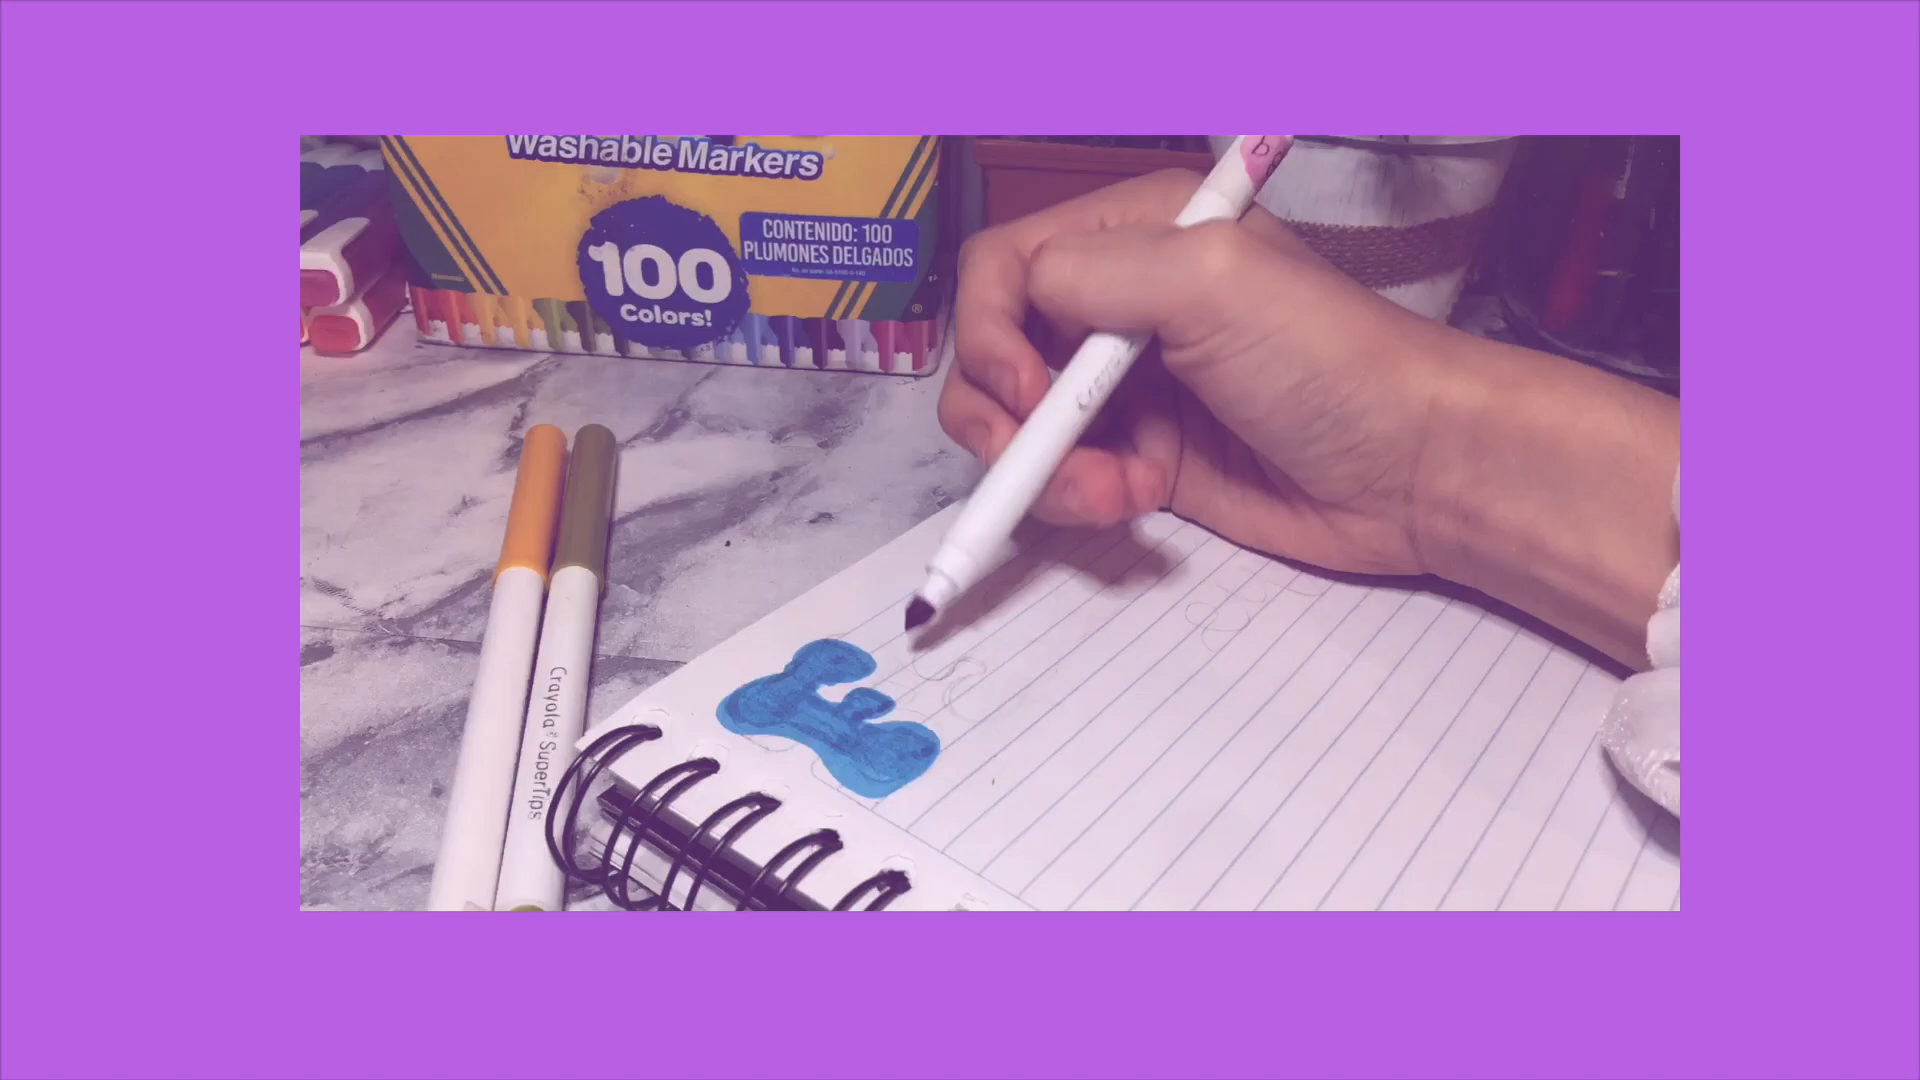 Washable Markers
100
Colors!
CONTENIDO: 100
PLUMONES DELGADOS
Crayola SuperTips
E